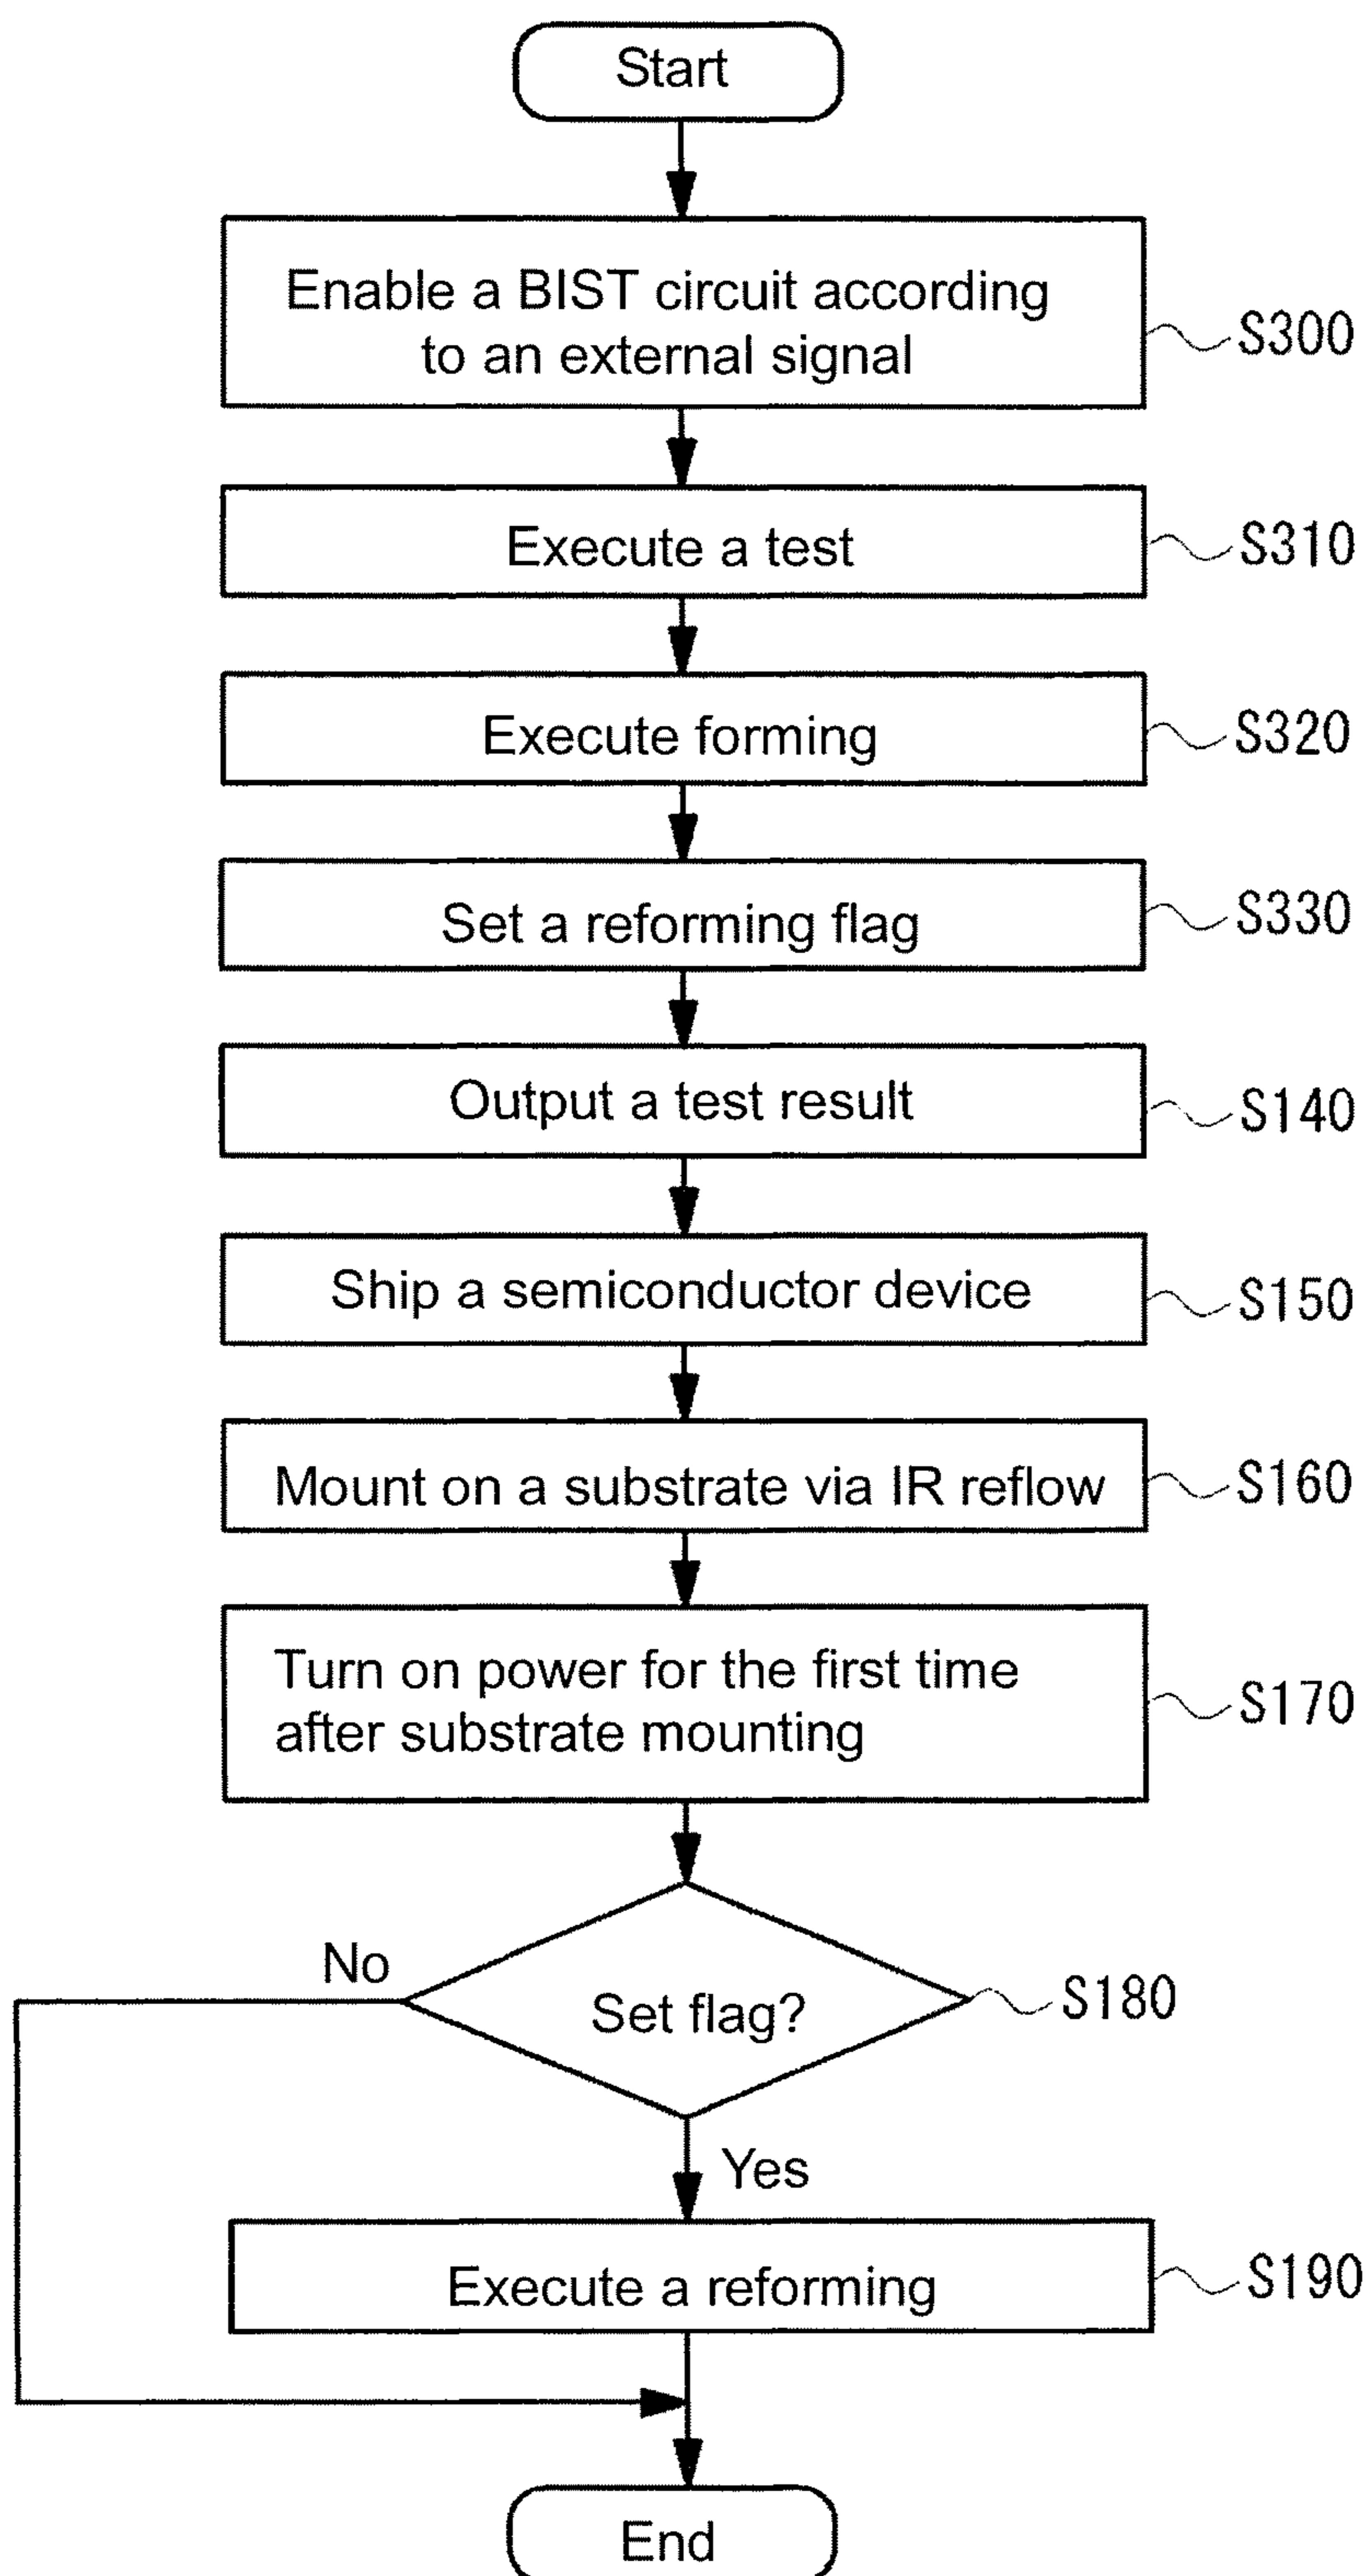 Start
Enable a BIST circuit according
to an external signal
S300
Execute a test
S310
Execute forming
S320
Set a reforming flag
S330
Output a test result
S140
Ship a semiconductor device
S150
Mount on a substrate via IR reflow
S160
Turn on power for the first time
after substrate mounting
S170
No
Set flag?
S180
Yes
Execute a reforming
S190
End